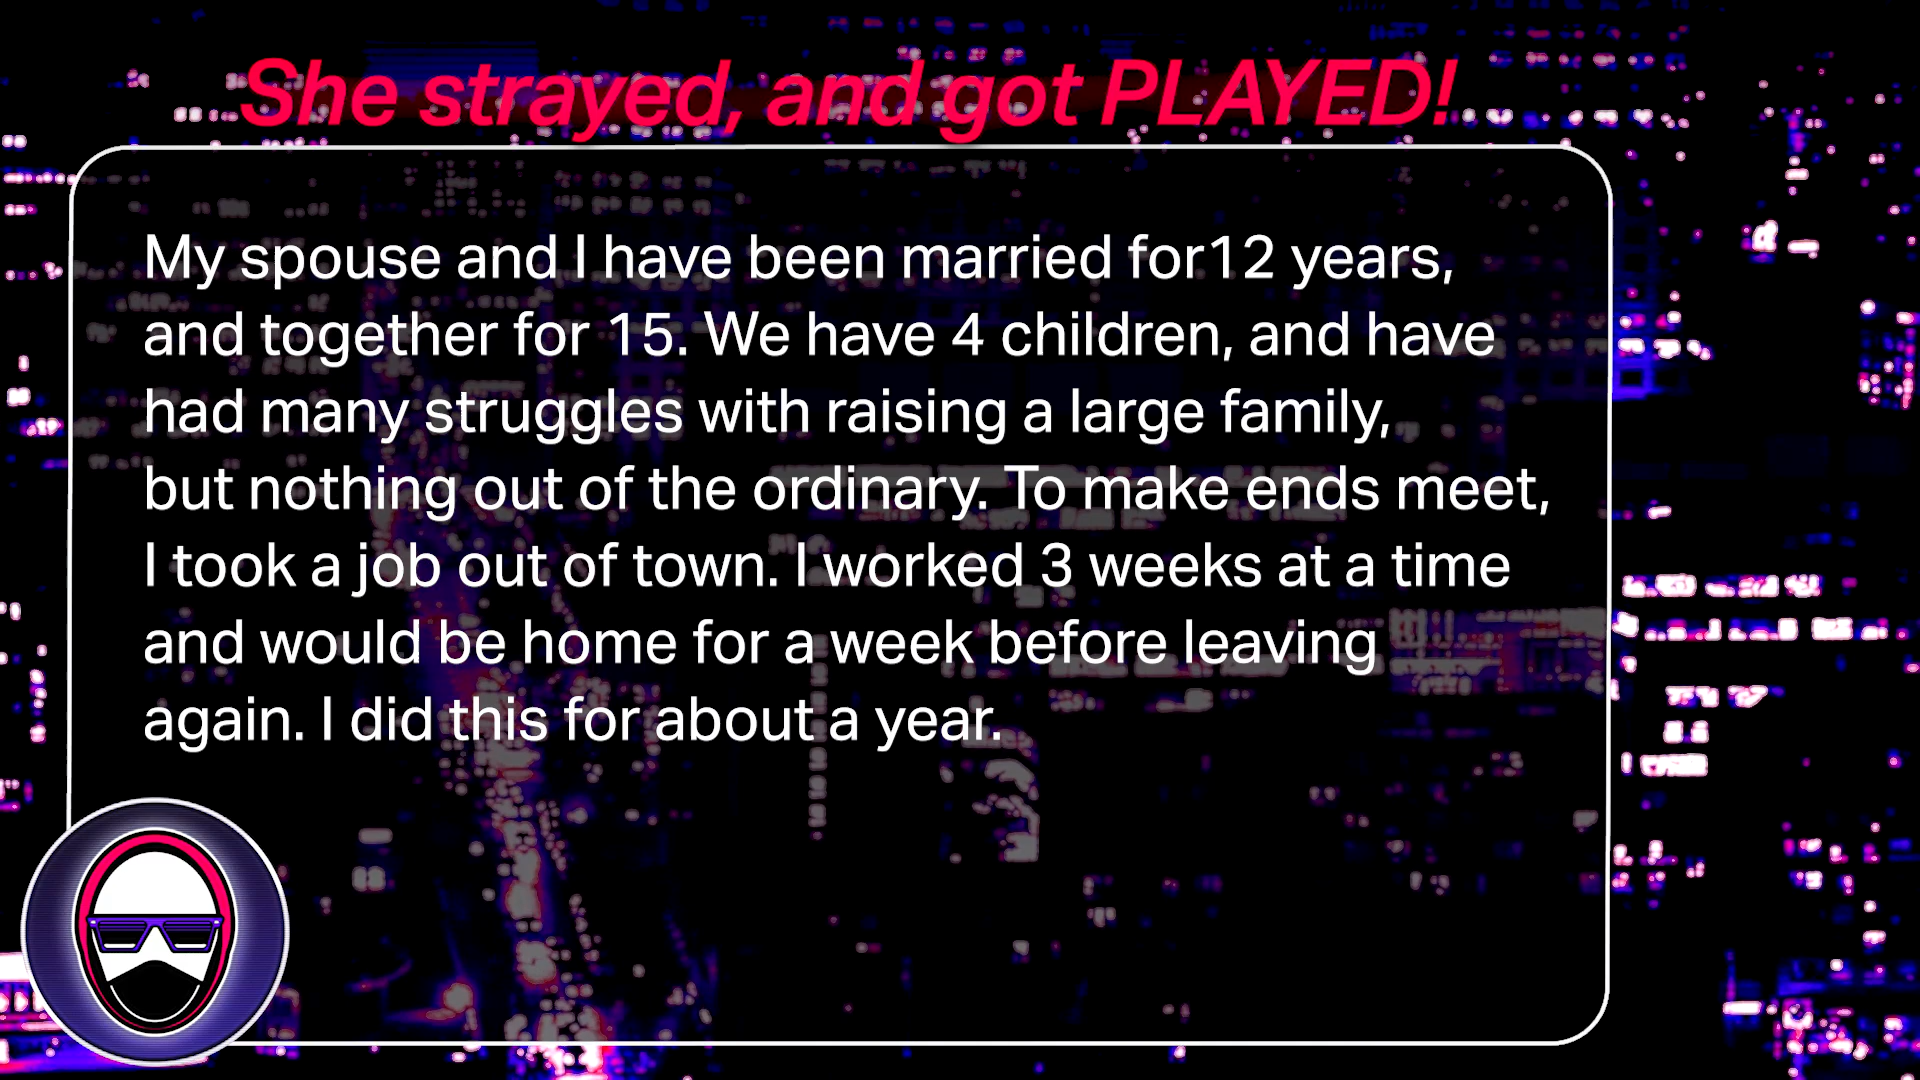 She strayed, and got PLAYED!
My spouse and I have been married for12 years,
and together for 15. We have 4 children, and have
had many struggles with raising a large family,
but nothing out of the ordinary. To make ends meet,
I took a job out of town. I worked 3 weeks at a time
and would be home for a week before leaving
again. I did this for about a year.